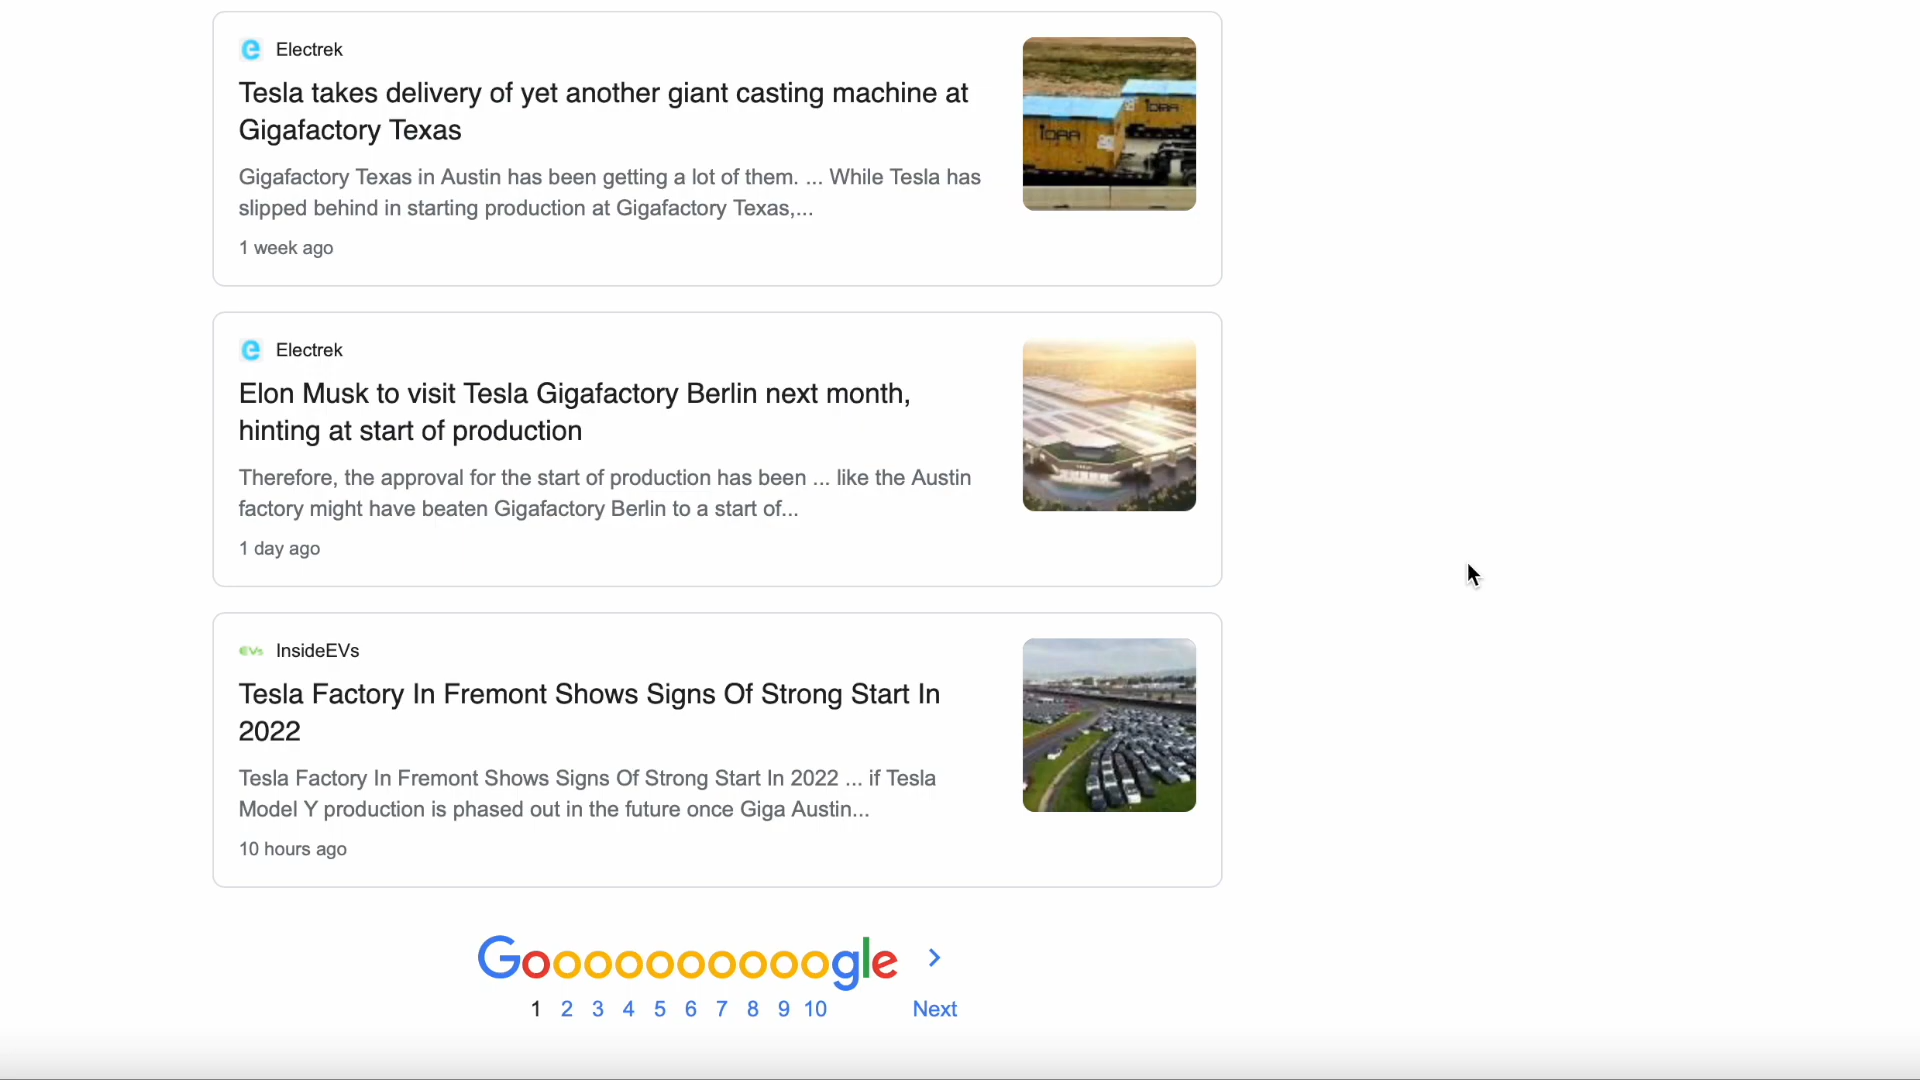 Electrek
Tesla takes delivery of yet another giant casting machine at
Gigafactory Texas
Gigafactory Texas in Austin has been getting a lot of them. ... While Tesla has
slipped behind in starting production at Gigafactory Texas,...
1 week ago
IDRA
IDRA
Electrek
Elon Musk to visit Tesla Gigafactory Berlin next month,
hinting at start of production
Therefore, the approval for the start of production has been ... like the Austin
factory might have beaten Gigafactory Berlin to a start of...
1 day ago
EVs InsideEVs
Tesla Factory In Fremont Shows Signs Of Strong Start In
2022
Tesla Factory In Fremont Shows Signs Of Strong Start In 2022 ... if Tesla
Model Y production is phased out in the future once Giga Austin...
10 hours ago
Goooooooooogle >
1 2 3 4 5 6 7 8 9 10 Next